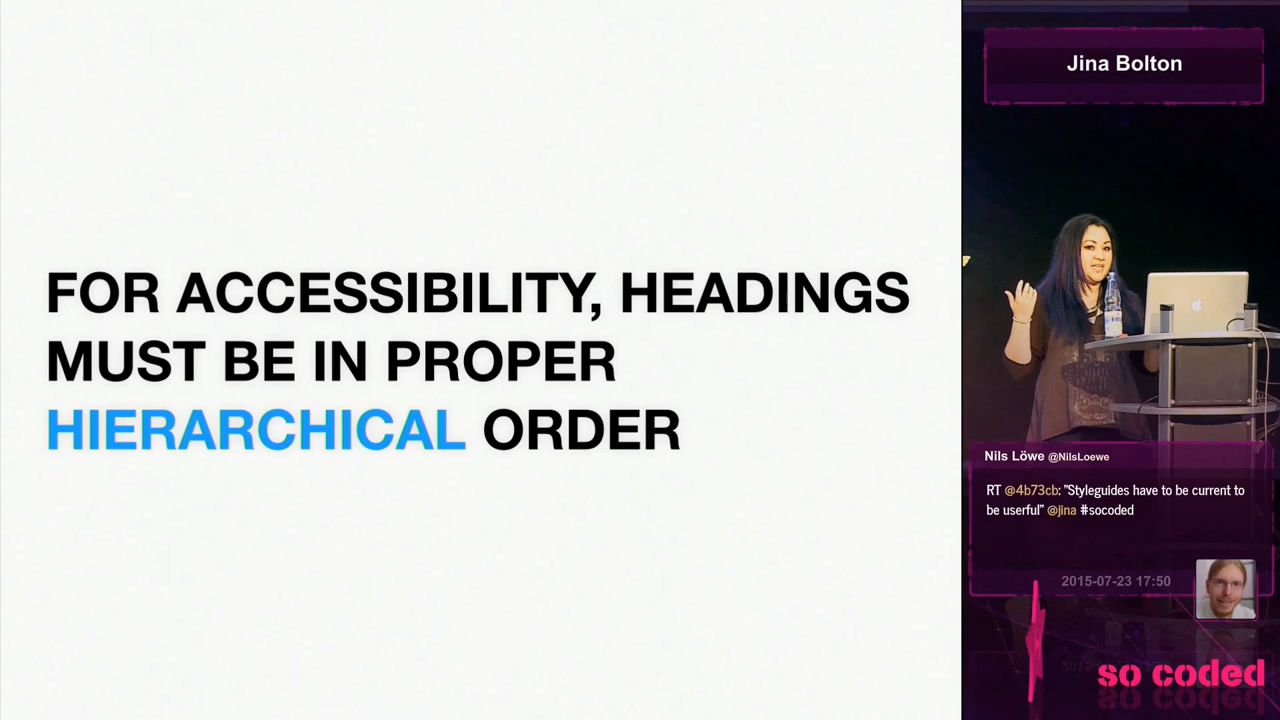 FOR ACCESSIBILITY, HEADINGS
MUST BE IN PROPER
HIERARCHICAL ORDER
Jina Bolton
Nils Löwe @NilsLoewe
RT @4b73cb: "Styleguides have to be current to
be userful" @jina #socoded
2015-07-23 17:50
so coded